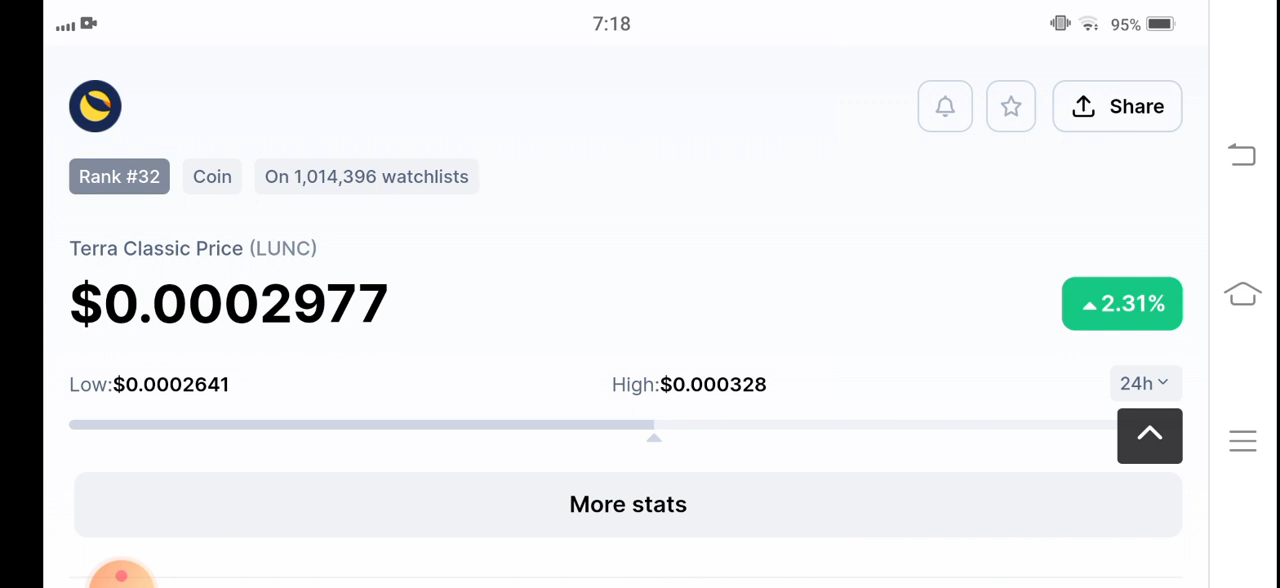 7:18
95%
Share
Rank #32 Coin On 1,014,396 watchlists
Terra Classic Price (LUNC)
$0.0002977
2.31%
Low:$0.0002641 High:$0.000328 24h
More stats